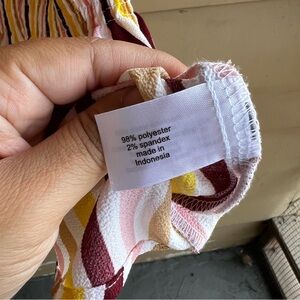 98% polyester
2% spandex
made in
Indonesia